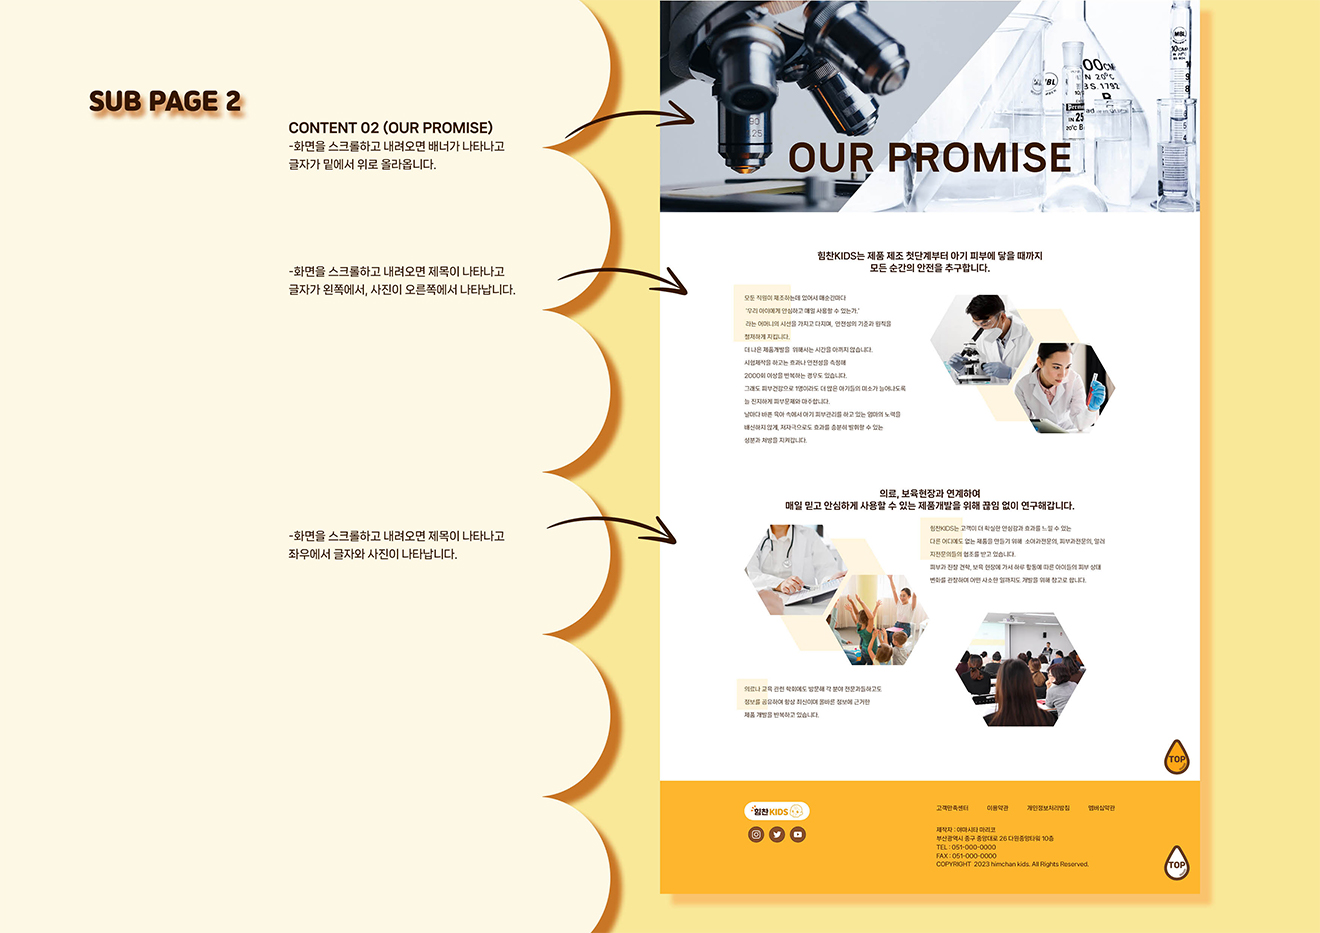 SUB PAGE 2
CONTENT 02 (OUR PROMISE)
-화면을 스크롤하고 내려오면 배너가 나타나고
글자가 밑에서 위로 올라옵니다.
-화면을 스크롤하고 내려오면 제목이 나타나고
글자가 왼쪽에서, 사진이 오른쪽에서 나타납니다.
-화면을 스크롤하고 내려오면 제목이 나타나고
좌우에서 글자와 사진이 나타납니다.
OUR PROMISE
힘찬KIDS는 제품 제조 첫단계부터 아기 피부에 닿을 때까지
모든 순간의 안전을 추구합니다.
모든 직원이 제조하는데 있어서 매순간마다
'우리 아이에게 안심하고 매일 사용할 수 있는가.'
라는 어머니의 시선을 가지고 다지며, 안전성의 기준과 원칙을
철저하게 지킵니다.
더 나은 제품개발을 위해서는 시간을 아끼지 않습니다.
시험제작을 하고는 효과나 안전성을 측정해
2000회 이상을 반복하는 경우도 있습니다.
그래도 피부건강으로 1명이라도 더 많은 아기들의 미소가 늘어나도록
늘 진지하게 피부문제와 마주합니다.
날마다 바쁜 육아 속에서 아기 피부관리를 하고 있는 엄마의 노력을
배신하지 않게, 저자극으로도 효과를 충분히 발휘할 수 있는
성분과 처방을 지켜갑니다.
의료, 보육현장과 연계하여
매일 믿고 안심하게 사용할 수 있는 제품개발을 위해 끊임 없이 연구해갑니다.
힘찬KIDS는 고객이 더 확실한 안심감과 효과를 느낄 수 있는
다른 어디에도 없는 제품을 만들기 위해 소아과전문의, 피부과전문의, 알러
지전문의들의 협조를 받고 있습니다.
피부과 진찰 견학, 보육 현장에 가서 하루 활동에 따른 아이들의 피부 상태
변화를 관찰하며 어떤 사소한 일까지도 개발을 위해 참고로 합니다.
의료나 교육 관련 학회에도 방문해 각 분야 전문과들하고도
정보를 공유하여 항상 최신이며 올바른 정보에 근거한
제품 개발을 반복하고 있습니다.
TOP
힘찬KIDS
고객만족센터 이용약관 개인정보처리방침 맴버십약관
제작자 : 야마시타 마리코
부산광역시 중구 중앙대로 26 다원중앙타워 10층
TEL : 051-000-0000
FAX : 051-000-0000
COPYRIGHT 2023 himchan kids. All Rights Reserved.
TOP